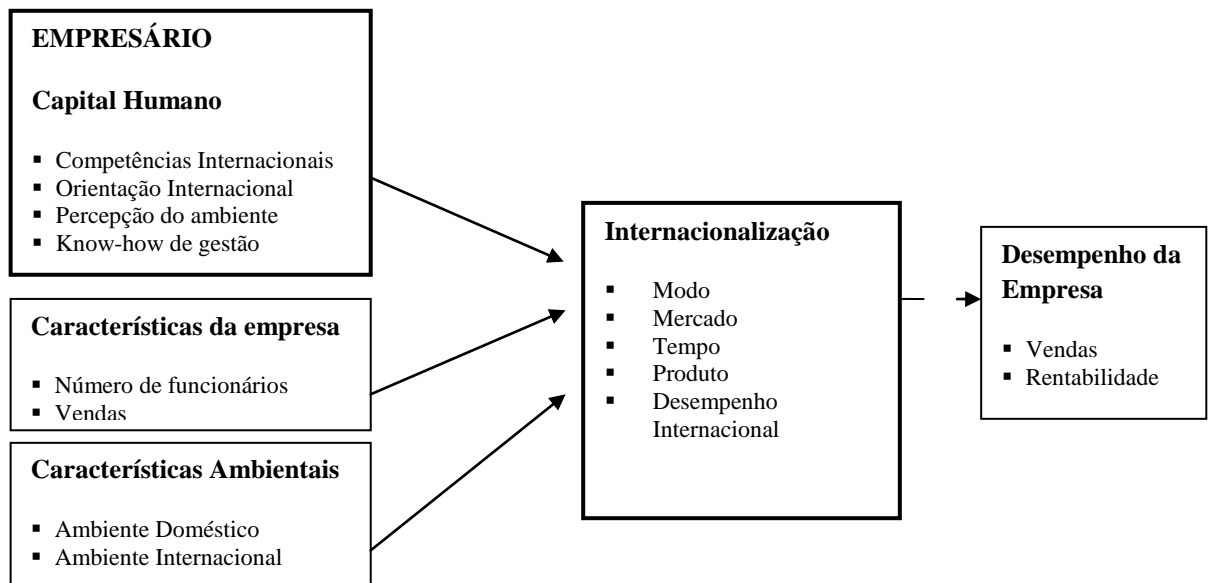 EMPRESÁRIO
Capital Humano
▪ Competências Internacionais
▪ Orientação Internacional
▪ Percepção do ambiente
▪ Know-how de gestão
Características da empresa
▪ Número de funcionários
▪ Vendas
Características Ambientais
▪ Ambiente Doméstico
▪ Ambiente Internacional
Internacionalização
▪ Modo
▪ Mercado
▪ Tempo
▪ Produto
▪ Desempenho
Internacional
Desempenho da
Empresa
▪ Vendas
▪ Rentabilidade